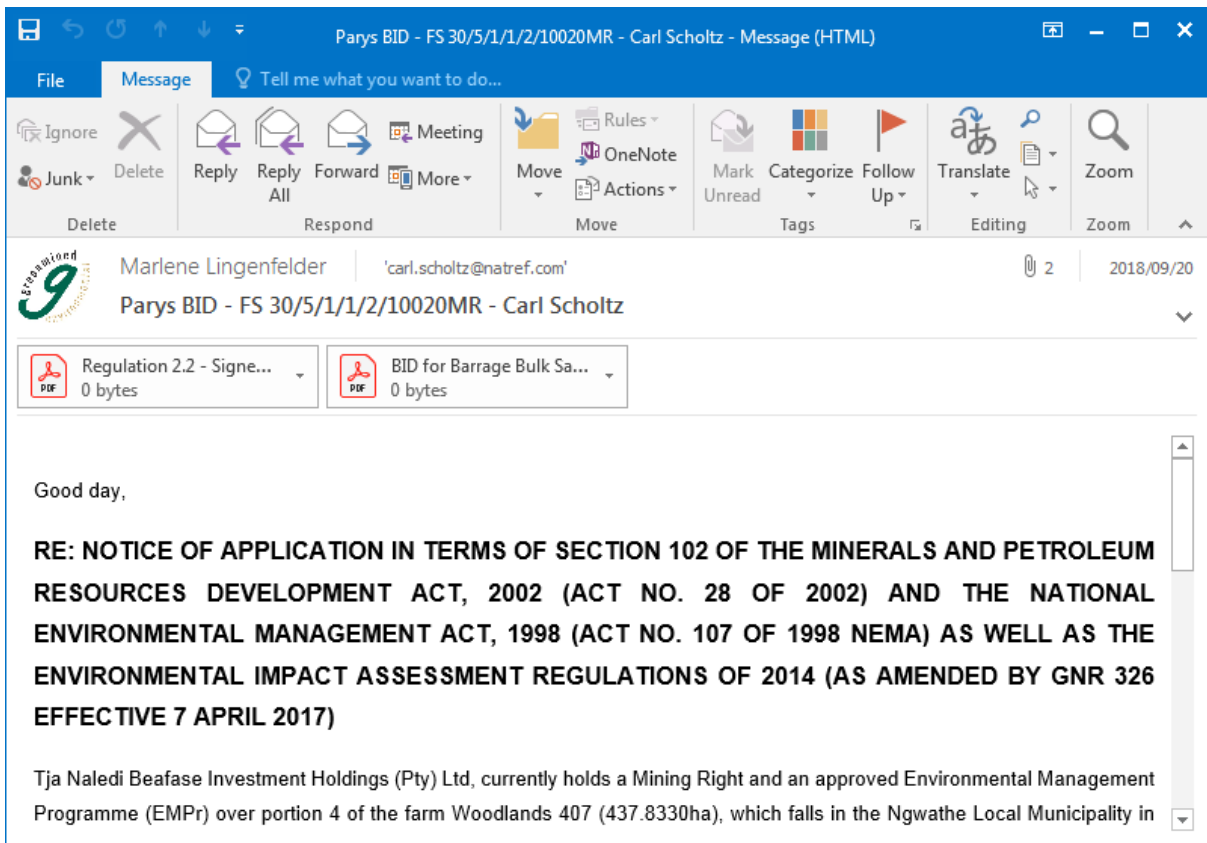 Parys BID - FS 30/5/1/1/2/10020MR - Carl Scholtz - Message (HTML)
File Message Tell me what you want to do...
Ignore
Junk
Delete
Reply
Reply All
Forward
Meeting
More
Move
Rules
OneNote
Actions
Mark Unread
Categorize
Follow Up
Translate
Zoom
Delete Respond Move Tags Editing Zoom
greenmined
g
Marlene Lingenfelder 'carl.scholtz@natref.com' 2 2018/09/20
Parys BID - FS 30/5/1/1/2/10020MR - Carl Scholtz
PDF
Regulation 2.2 - Signe...
0 bytes
PDF
BID for Barrage Bulk Sa...
0 bytes
Good day,
RE: NOTICE OF APPLICATION IN TERMS OF SECTION 102 OF THE MINERALS AND PETROLEUM
RESOURCES DEVELOPMENT ACT, 2002 (ACT NO. 28 OF 2002) AND THE NATIONAL
ENVIRONMENTAL MANAGEMENT ACT, 1998 (ACT NO. 107 OF 1998 NEMA) AS WELL AS THE
ENVIRONMENTAL IMPACT ASSESSMENT REGULATIONS OF 2014 (AS AMENDED BY GNR 326
EFFECTIVE 7 APRIL 2017)
Tja Naledi Beafase Investment Holdings (Pty) Ltd, currently holds a Mining Right and an approved Environmental Management
Programme (EMPr) over portion 4 of the farm Woodlands 407 (437.8330ha), which falls in the Ngwathe Local Municipality in